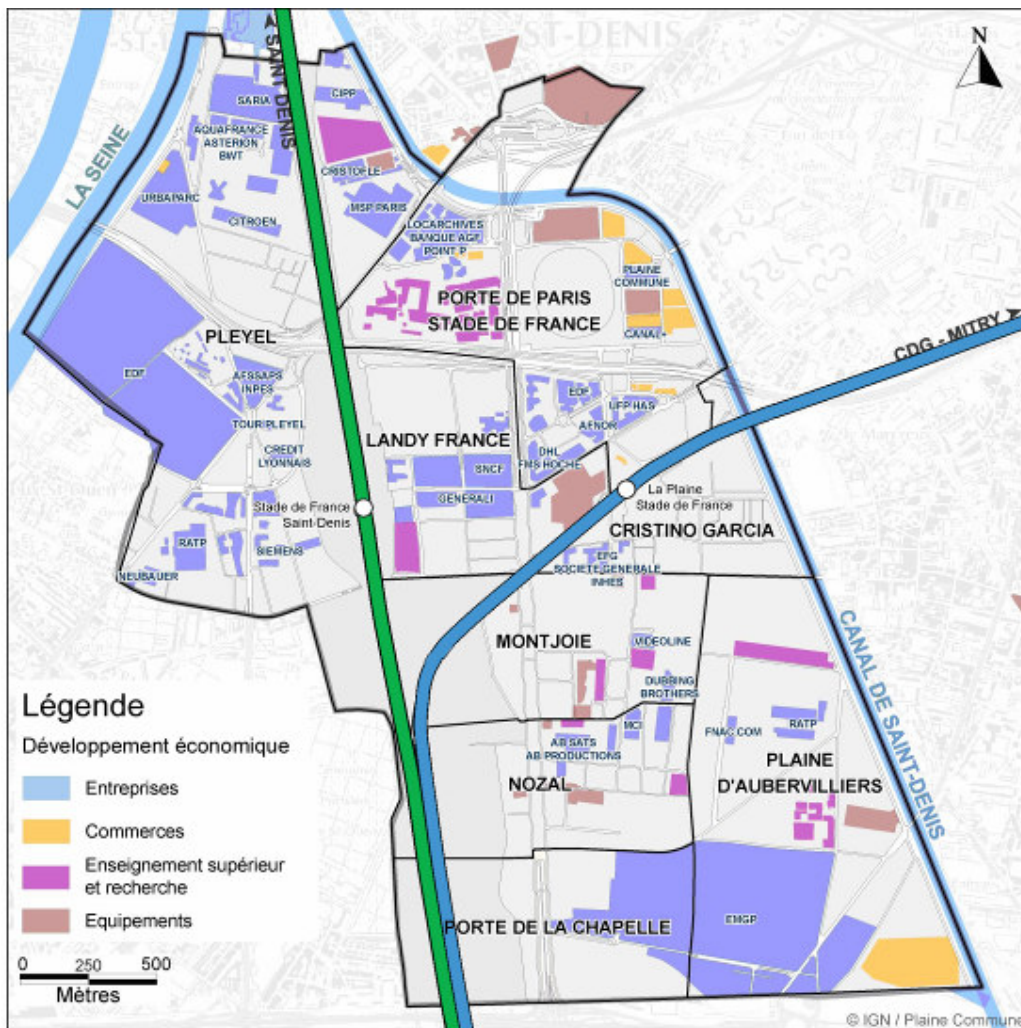 ST-DENIS
N
SAINT-DENIS
LA SEINE
SARIA
CIPP
AQUAFRANCE
ASTERION
BWT
CRISTOFLE
URBAPARC
MSP PARIS
CITROEN
LOCARCHIVES
BANQUE AGF
POINT P
PLAINE
COMMUNE
PORTE DE PARIS
STADE DE FRANCE
CANAL+
PLEYEL
CDG - MITRY
EDF
AFSSAPS
INPES
EDF
UFP HAS
AFNOR
TOUR PLEYEL
LANDY FRANCE
CREDIT
LYONNAIS
DHL
FMS HOCHE
SNCF
GENERALI
La Plaine
Stade de France
Stade de France
Saint-Denis
CRISTINO GARCIA
RATP
SIEMENS
NEUBAUER
EFG
SOCIETE GENERALE
INHES
CANAL DE SAINT-DENIS
MONTJOIE
VIDEOLINE
DUBBING
BROTHERS
MCI
FNAC.COM
RATP
AB SATS
AB PRODUCTIONS
NOZAL
PLAINE
D'AUBERVILLIERS
PORTE DE LA CHAPELLE
EMGP
Légende
Développement économique
Entreprises
Commerces
Enseignement supérieur
et recherche
Equipements
0 250 500
Mètres
© IGN / Plaine Commune